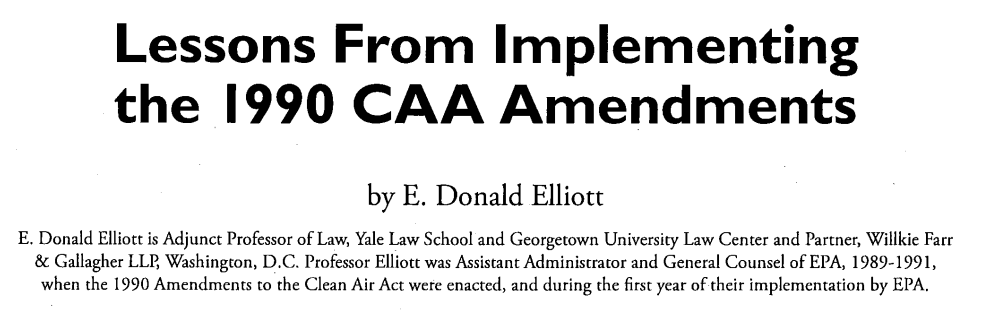 Lessons From Implementing
the 1990 CAA Amendments
by E. Donald Elliott
E. Donald Elliott is Adjunct Professor of Law, Yale Law School and Georgetown University Law Center and Partner, Willkie Farr
& Gallagher LLP, Washington, D.C. Professor Elliott was Assistant Administrator and General Counsel of EPA, 1989-1991,
when the 1990 Amendments to the Clean Air Act were enacted, and during the first year of their implementation by EPA.